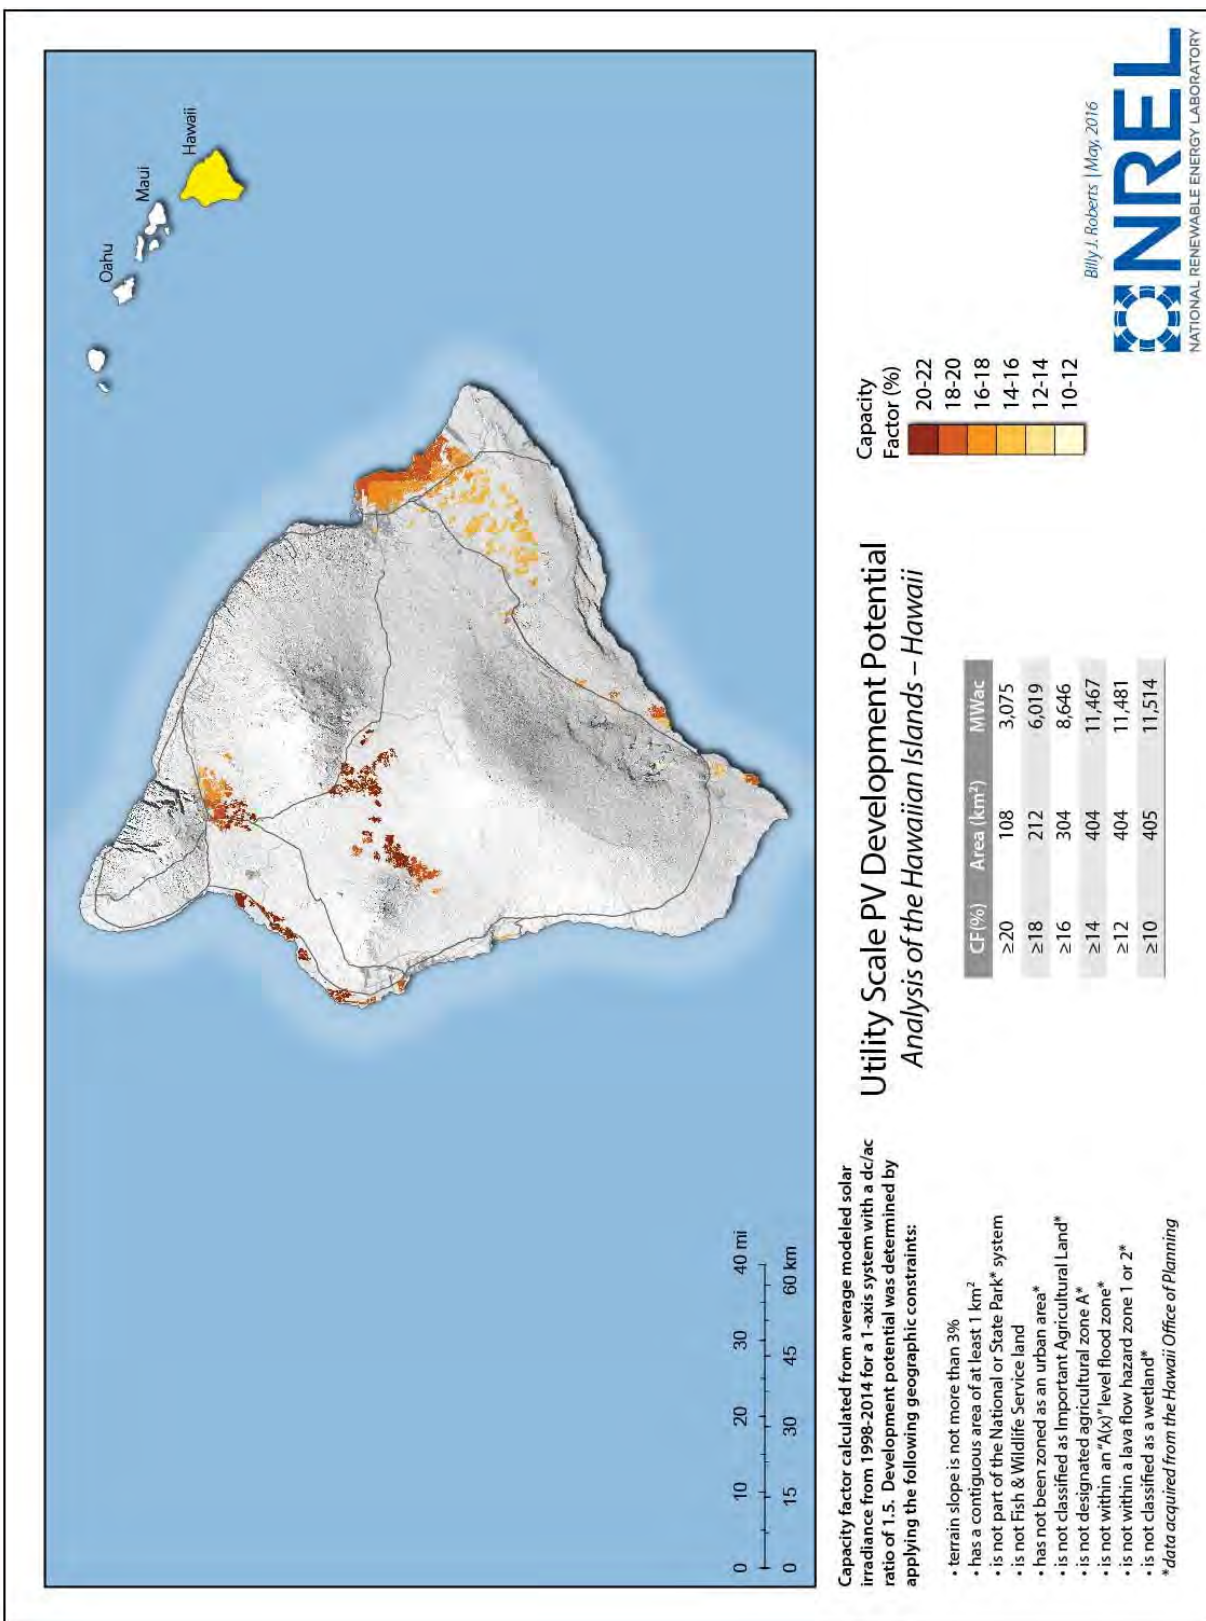 Oahu
Maui
Hawaii
0 10 20 30 40 mi
0 15 30 45 60 km
Capacity factor calculated from average modeled solar
irradiance from 1998-2014 for a 1-axis system with a dc/ac
ratio of 1.5. Development potential was determined by
applying the following geographic constraints:
• terrain slope is not more than 3%
• has a contiguous area of at least 1 km²
• is not part of the National or State Park* system
• is not Fish & Wildlife Service land
• has not been zoned as an urban area*
• is not classified as Important Agricultural Land*
• is not designated agricultural zone A*
• is not within an "A(x)" level flood zone*
• is not within a lava flow hazard zone 1 or 2*
• is not classified as a wetland*
* data acquired from the Hawaii Office of Planning
Utility Scale PV Development Potential
Analysis of the Hawaiian Islands – Hawaii
CF(%) Area (km²) MWac
≥20 108 3,075
≥18 212 6,019
≥16 304 8,646
≥14 404 11,467
≥12 404 11,481
≥10 405 11,514
Capacity
Factor (%)
20-22
18-20
16-18
14-16
12-14
10-12
Billy J. Roberts | May, 2016
NREL
NATIONAL RENEWABLE ENERGY LABORATORY